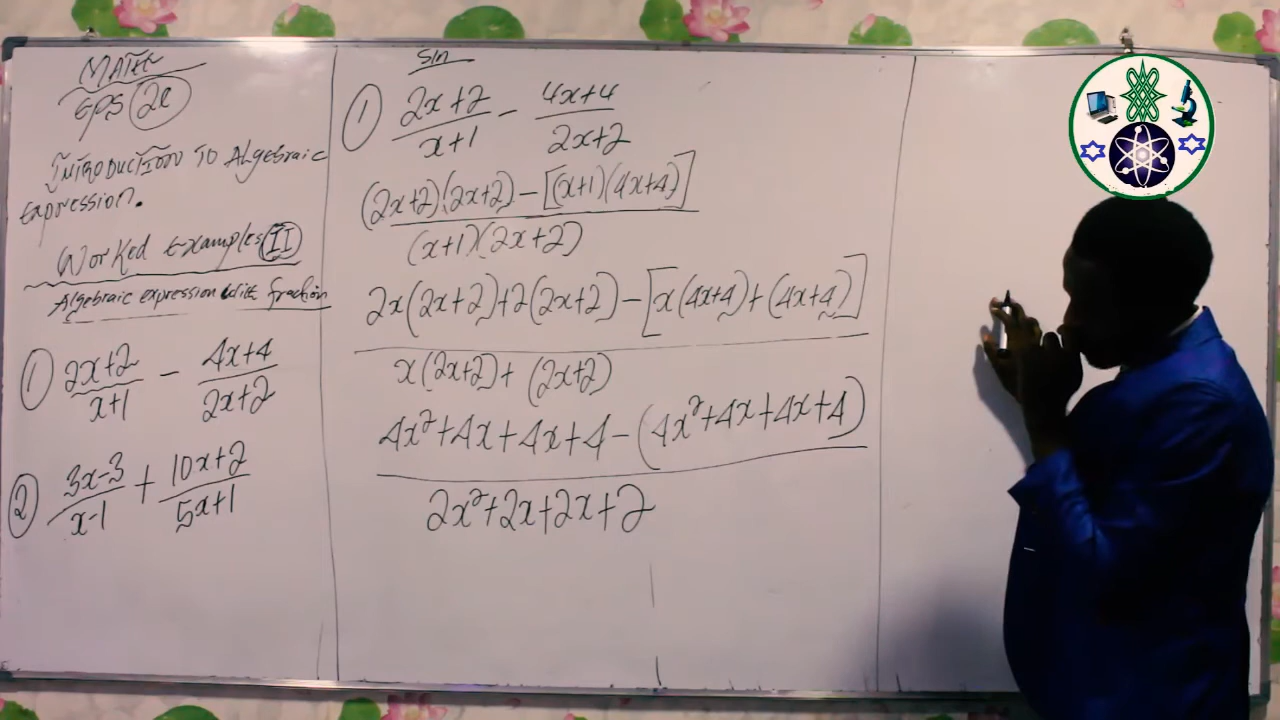 MATH
EPS 2e
INTRODUCTION TO Algebraic
Expression.
Worked Examples II
Algebraic expression with fraction
① 2x+2/x+1 - 4x+4/2x+2
② 3x-3/x-1 + 10x+2/5x+1
Sln
① 2x+2/x+1 - 4x+4/2x+2
(2x+2)(2x+2) - [(x+1)(4x+4)]
(x+1)(2x+2)
2x(2x+2)+2(2x+2) - [x(4x+4)+(4x+4)]
x(2x+2)+(2x+2)
4x²+4x+4x+4-(4x²+4x+4x+4)
2x²+2x+2x+2